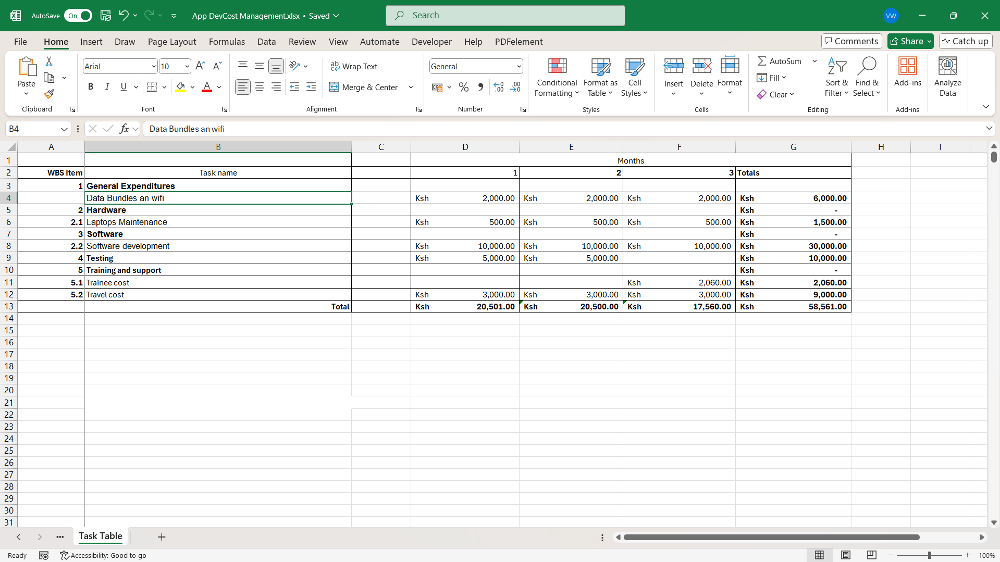 AutoSave On App DevCost Management.xlsx • Saved Search VW
File Home Insert Draw Page Layout Formulas Data Review View Automate Developer Help PDFelement Comments Share Catch up
Paste Arial 10 Wrap Text General Conditional Formatting Format as Table Cell Styles Insert Delete Format AutoSum Fill Clear Sort & Filter Find & Select Add-ins Analyze Data
B I U A Merge & Center % .00
Clipboard Font Alignment Number Styles Cells Editing Add-ins
B4 fx Data Bundles an wifi
A B C D E F G H I
1 Months
2 WBS Item Task name 1 2 3 Totals
3 1 General Expenditures
4 Data Bundles an wifi Ksh 2,000.00 Ksh 2,000.00 Ksh 2,000.00 Ksh 6,000.00
5 2 Hardware Ksh -
6 2.1 Laptops Maintenance Ksh 500.00 Ksh 500.00 Ksh 500.00 Ksh 1,500.00
7 3 Software Ksh -
8 2.2 Software development Ksh 10,000.00 Ksh 10,000.00 Ksh 10,000.00 Ksh 30,000.00
9 4 Testing Ksh 5,000.00 Ksh 5,000.00 Ksh 10,000.00
10 5 Training and support Ksh -
11 5.1 Trainee cost Ksh 2,060.00 Ksh 2,060.00
12 5.2 Travel cost Ksh 3,000.00 Ksh 3,000.00 Ksh 3,000.00 Ksh 9,000.00
13 Total Ksh 20,501.00 Ksh 20,500.00 Ksh 17,560.00 Ksh 58,561.00
14
15
16
17
18
19
20
21
22
23
24
25
26
27
28
29
30
31
Task Table
Ready Accessibility: Good to go 100%